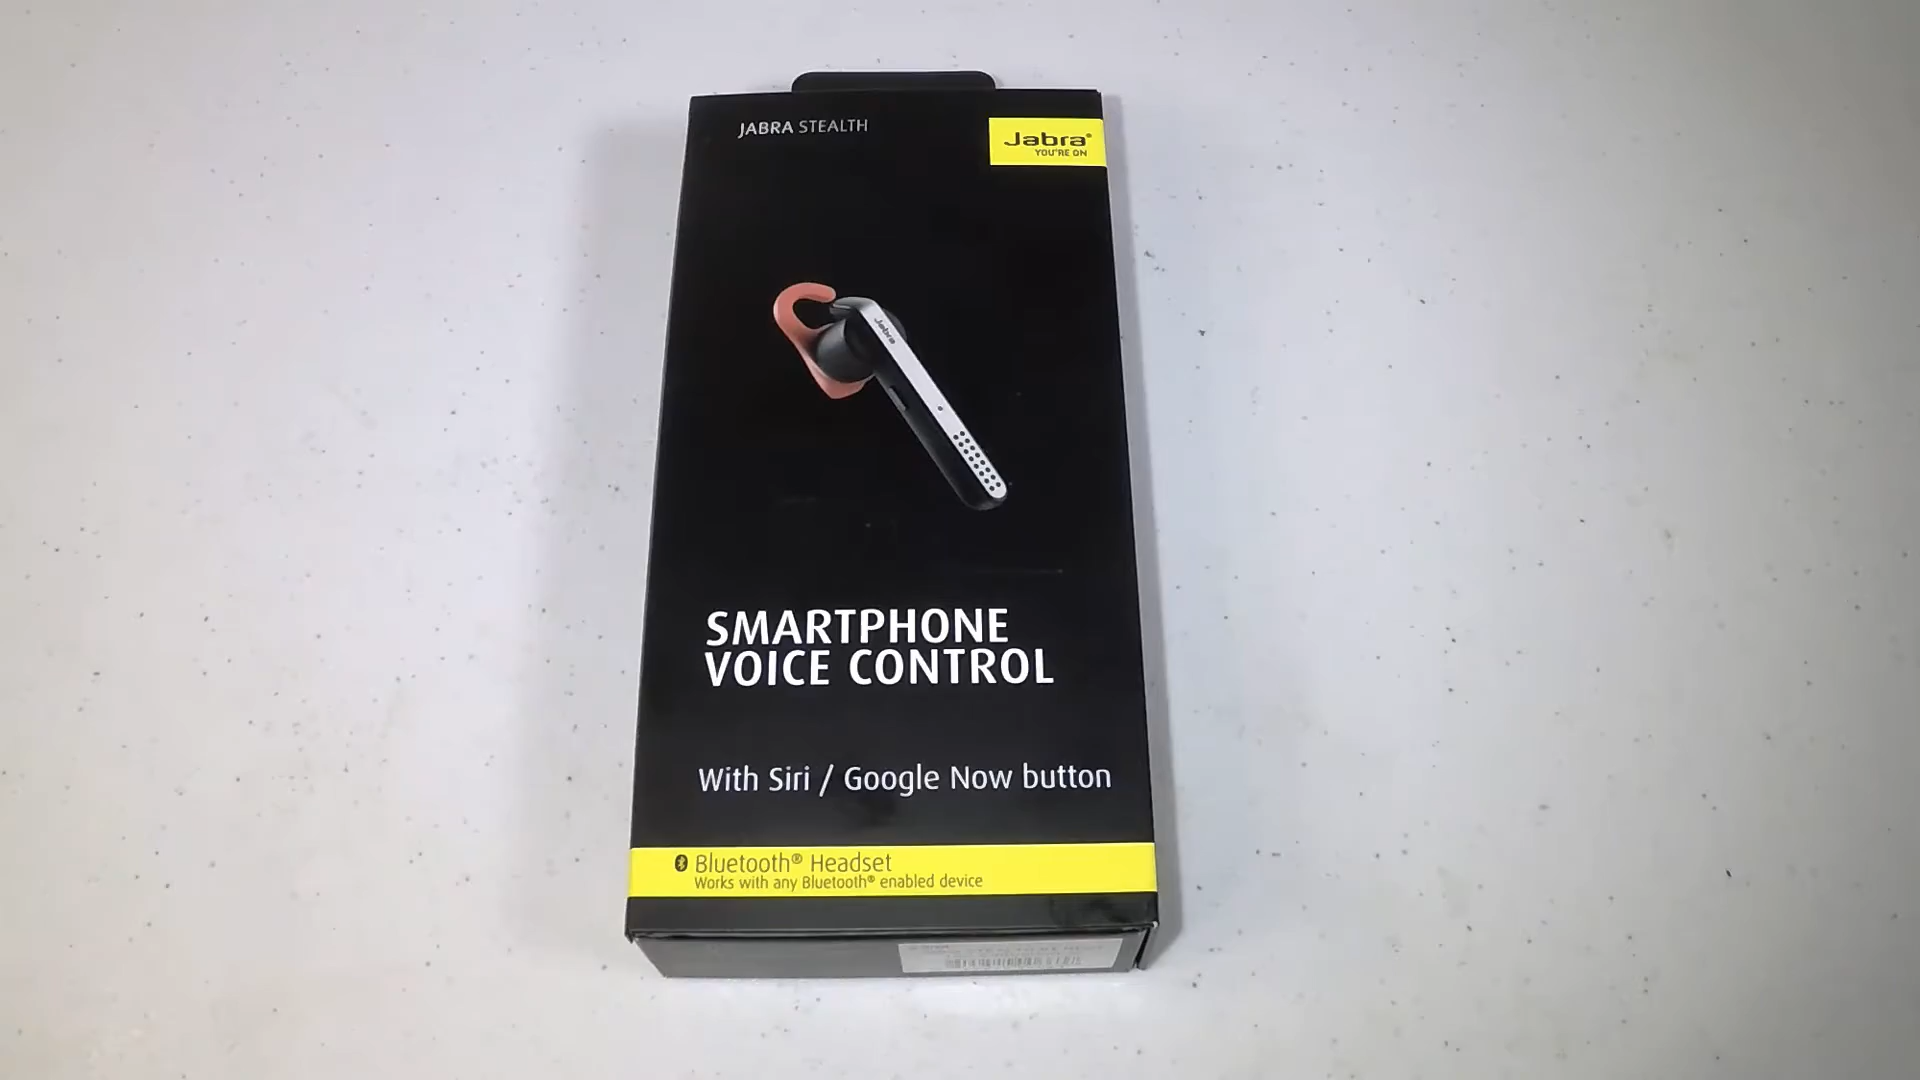 JABRA STEALTH
Jabra®
YOU'RE ON
Jabra
SMARTPHONE
VOICE CONTROL
With Siri / Google Now button
Bluetooth® Headset
Works with any Bluetooth® enabled device